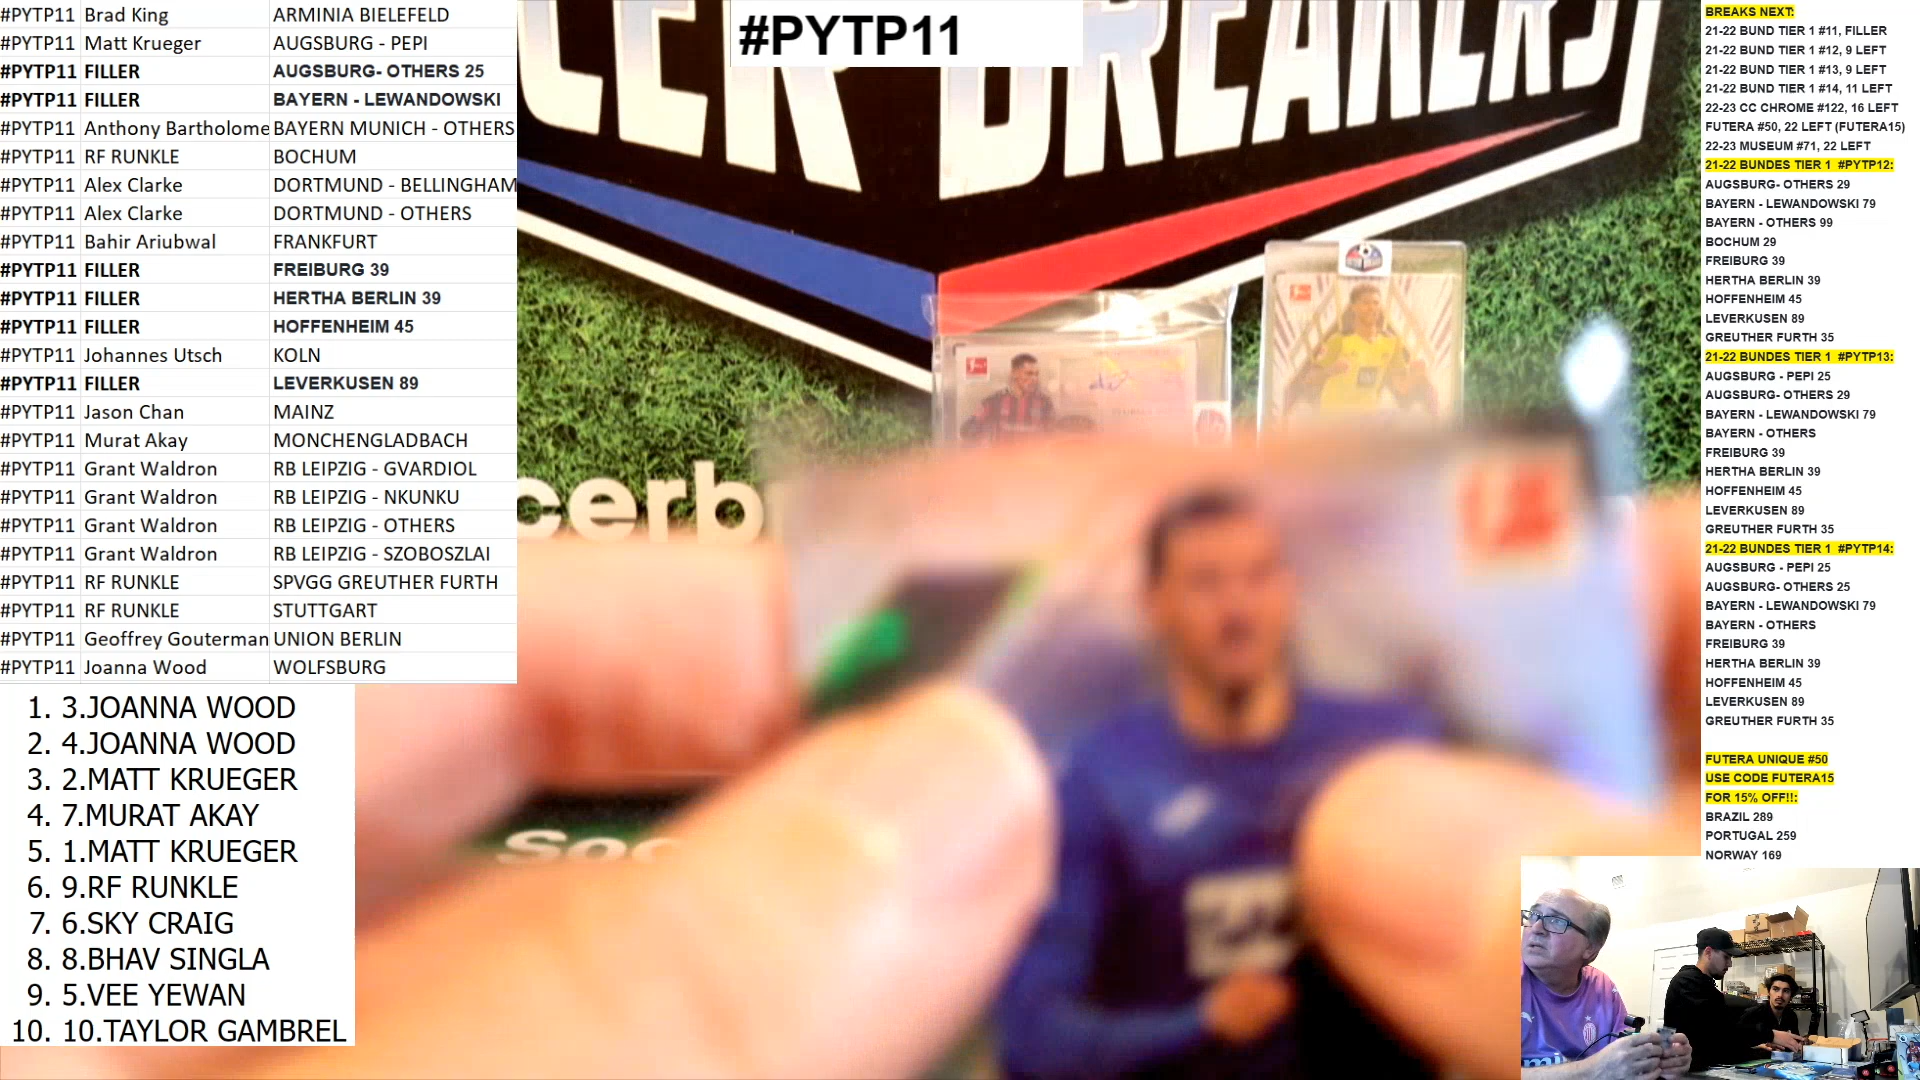 #PYTP11 Brad King ARMINIA BIELEFELD
#PYTP11 Matt Krueger AUGSBURG - PEPI
#PYTP11 FILLER AUGSBURG- OTHERS 25
#PYTP11 FILLER BAYERN - LEWANDOWSKI
#PYTP11 Anthony Bartholome BAYERN MUNICH - OTHERS
#PYTP11 RF RUNKLE BOCHUM
#PYTP11 Alex Clarke DORTMUND - BELLINGHAM
#PYTP11 Alex Clarke DORTMUND - OTHERS
#PYTP11 Bahir Ariubwal FRANKFURT
#PYTP11 FILLER FREIBURG 39
#PYTP11 FILLER HERTHA BERLIN 39
#PYTP11 FILLER HOFFENHEIM 45
#PYTP11 Johannes Utsch KOLN
#PYTP11 FILLER LEVERKUSEN 89
#PYTP11 Jason Chan MAINZ
#PYTP11 Murat Akay MONCHENGLADBACH
#PYTP11 Grant Waldron RB LEIPZIG - GVARDIOL
#PYTP11 Grant Waldron RB LEIPZIG - NKUNKU
#PYTP11 Grant Waldron RB LEIPZIG - OTHERS
#PYTP11 Grant Waldron RB LEIPZIG - SZOBOSZLAI
#PYTP11 RF RUNKLE SPVGG GREUTHER FURTH
#PYTP11 RF RUNKLE STUTTGART
#PYTP11 Geoffrey Gouterman UNION BERLIN
#PYTP11 Joanna Wood WOLFSBURG
1. 3.JOANNA WOOD
2. 4.JOANNA WOOD
3. 2.MATT KRUEGER
4. 7.MURAT AKAY
5. 1.MATT KRUEGER
6. 9.RF RUNKLE
7. 6.SKY CRAIG
8. 8.BHAV SINGLA
9. 5.VEE YEWAN
10. 10.TAYLOR GAMBREL
#PYTP11
CER BREAKERS
cerb
Soc
BREAKS NEXT:
21-22 BUND TIER 1 #11, FILLER
21-22 BUND TIER 1 #12, 9 LEFT
21-22 BUND TIER 1 #13, 9 LEFT
21-22 BUND TIER 1 #14, 11 LEFT
22-23 CC CHROME #122, 16 LEFT
FUTERA #50, 22 LEFT (FUTERA15)
22-23 MUSEUM #71, 22 LEFT
21-22 BUNDES TIER 1 #PYTP12:
AUGSBURG- OTHERS 29
BAYERN - LEWANDOWSKI 79
BAYERN - OTHERS 99
BOCHUM 29
FREIBURG 39
HERTHA BERLIN 39
HOFFENHEIM 45
LEVERKUSEN 89
GREUTHER FURTH 35
21-22 BUNDES TIER 1 #PYTP13:
AUGSBURG - PEPI 25
AUGSBURG- OTHERS 29
BAYERN - LEWANDOWSKI 79
BAYERN - OTHERS
FREIBURG 39
HERTHA BERLIN 39
HOFFENHEIM 45
LEVERKUSEN 89
GREUTHER FURTH 35
21-22 BUNDES TIER 1 #PYTP14:
AUGSBURG - PEPI 25
AUGSBURG- OTHERS 25
BAYERN - LEWANDOWSKI 79
BAYERN - OTHERS
FREIBURG 39
HERTHA BERLIN 39
HOFFENHEIM 45
LEVERKUSEN 89
GREUTHER FURTH 35
FUTERA UNIQUE #50
USE CODE FUTERA15
FOR 15% OFF!!:
BRAZIL 289
PORTUGAL 259
NORWAY 169